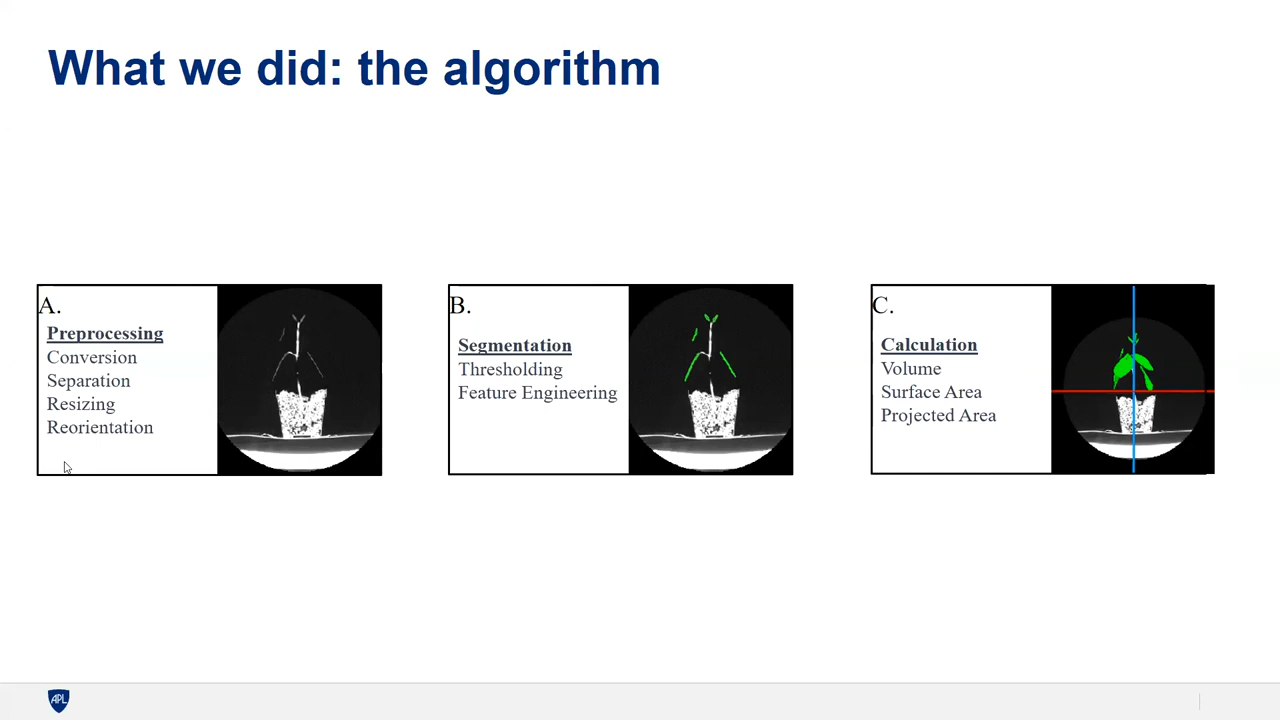 What we did: the algorithm
A.
Preprocessing
Conversion
Separation
Resizing
Reorientation
B.
Segmentation
Thresholding
Feature Engineering
C.
Calculation
Volume
Surface Area
Projected Area
APL